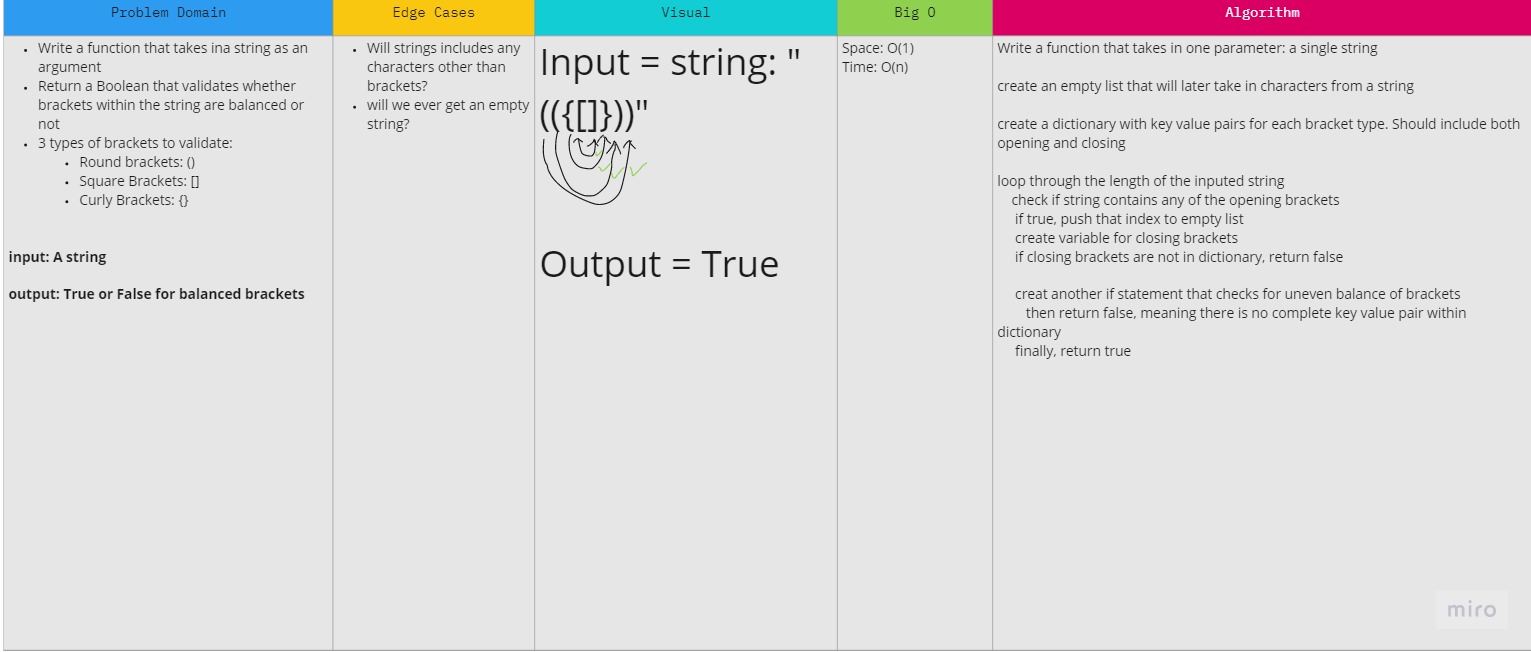 Problem Domain
Write a function that takes ina string as an
argument
Return a Boolean that validates whether
brackets within the string are balanced or
not
3 types of brackets to validate:
Round brackets: ()
Square Brackets: []
Curly Brackets: {}
input: A string
output: True or False for balanced brackets
Edge Cases
Will strings includes any
characters other than
brackets?
will we ever get an empty
string?
Visual
Input = string: "
(({[]}))"
Output = True
Big O
Space: O(1)
Time: O(n)
Algorithm
Write a function that takes in one parameter: a single string
create an empty list that will later take in characters from a string
create a dictionary with key value pairs for each bracket type. Should include both
opening and closing
loop through the length of the inputed string
check if string contains any of the opening brackets
if true, push that index to empty list
create variable for closing brackets
if closing brackets are not in dictionary, return false
creat another if statement that checks for uneven balance of brackets
then return false, meaning there is no complete key value pair within
dictionary
finally, return true
miro